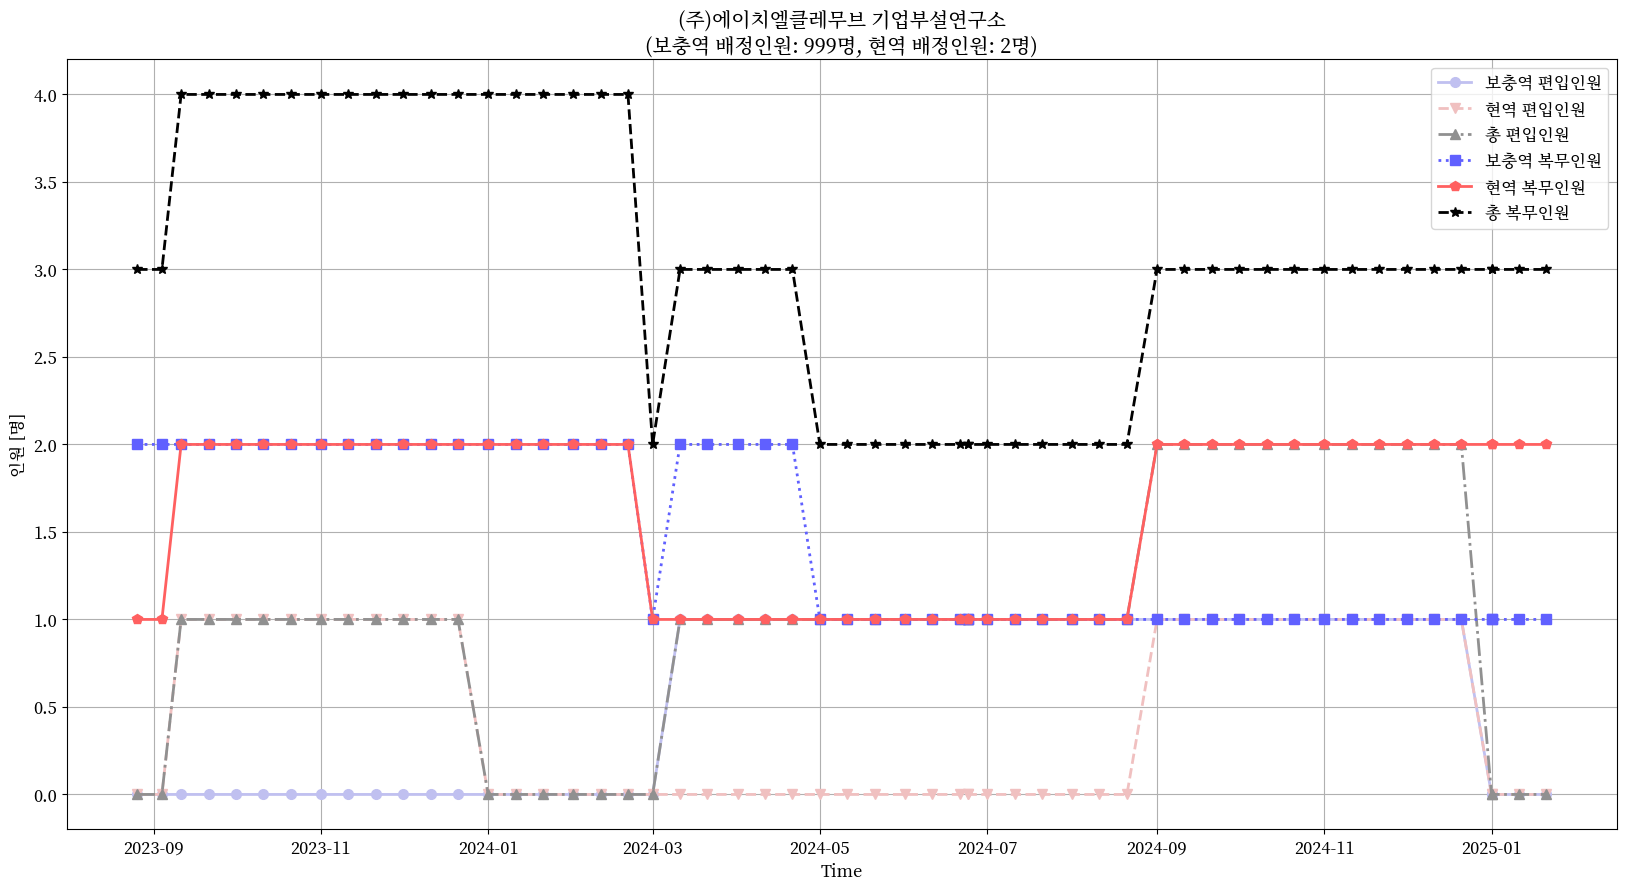 (주)에이치엘클레무브 기업부설연구소
(보충역 배정인원: 999명, 현역 배정인원: 2명)
보충역 편입인원
현역 편입인원
총 편입인원
보충역 복무인원
현역 복무인원
총 복무인원
인원 [명]
4.0
3.5
3.0
2.5
2.0
1.5
1.0
0.5
0.0
2023-09
2023-11
2024-01
2024-03
2024-05
2024-07
2024-09
2024-11
2025-01
Time